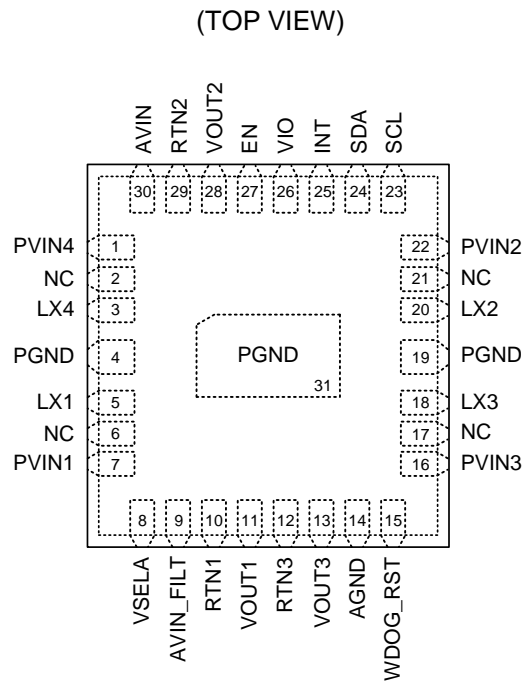 (TOP VIEW)
AVIN
RTN2
VOUT2
EN
VIO
INT
SDA
SCL
30 29 28 27 26 25 24 23
PVIN4 1 22 PVIN2
NC 2 21 NC
LX4 3 20 LX2
PGND 4 PGND 19 PGND
31
LX1 5 18 LX3
NC 6 17 NC
PVIN1 7 16 PVIN3
8 9 10 11 12 13 14 15
VSELA
AVIN_FILT
RTN1
VOUT1
RTN3
VOUT3
AGND
WDOG_RST